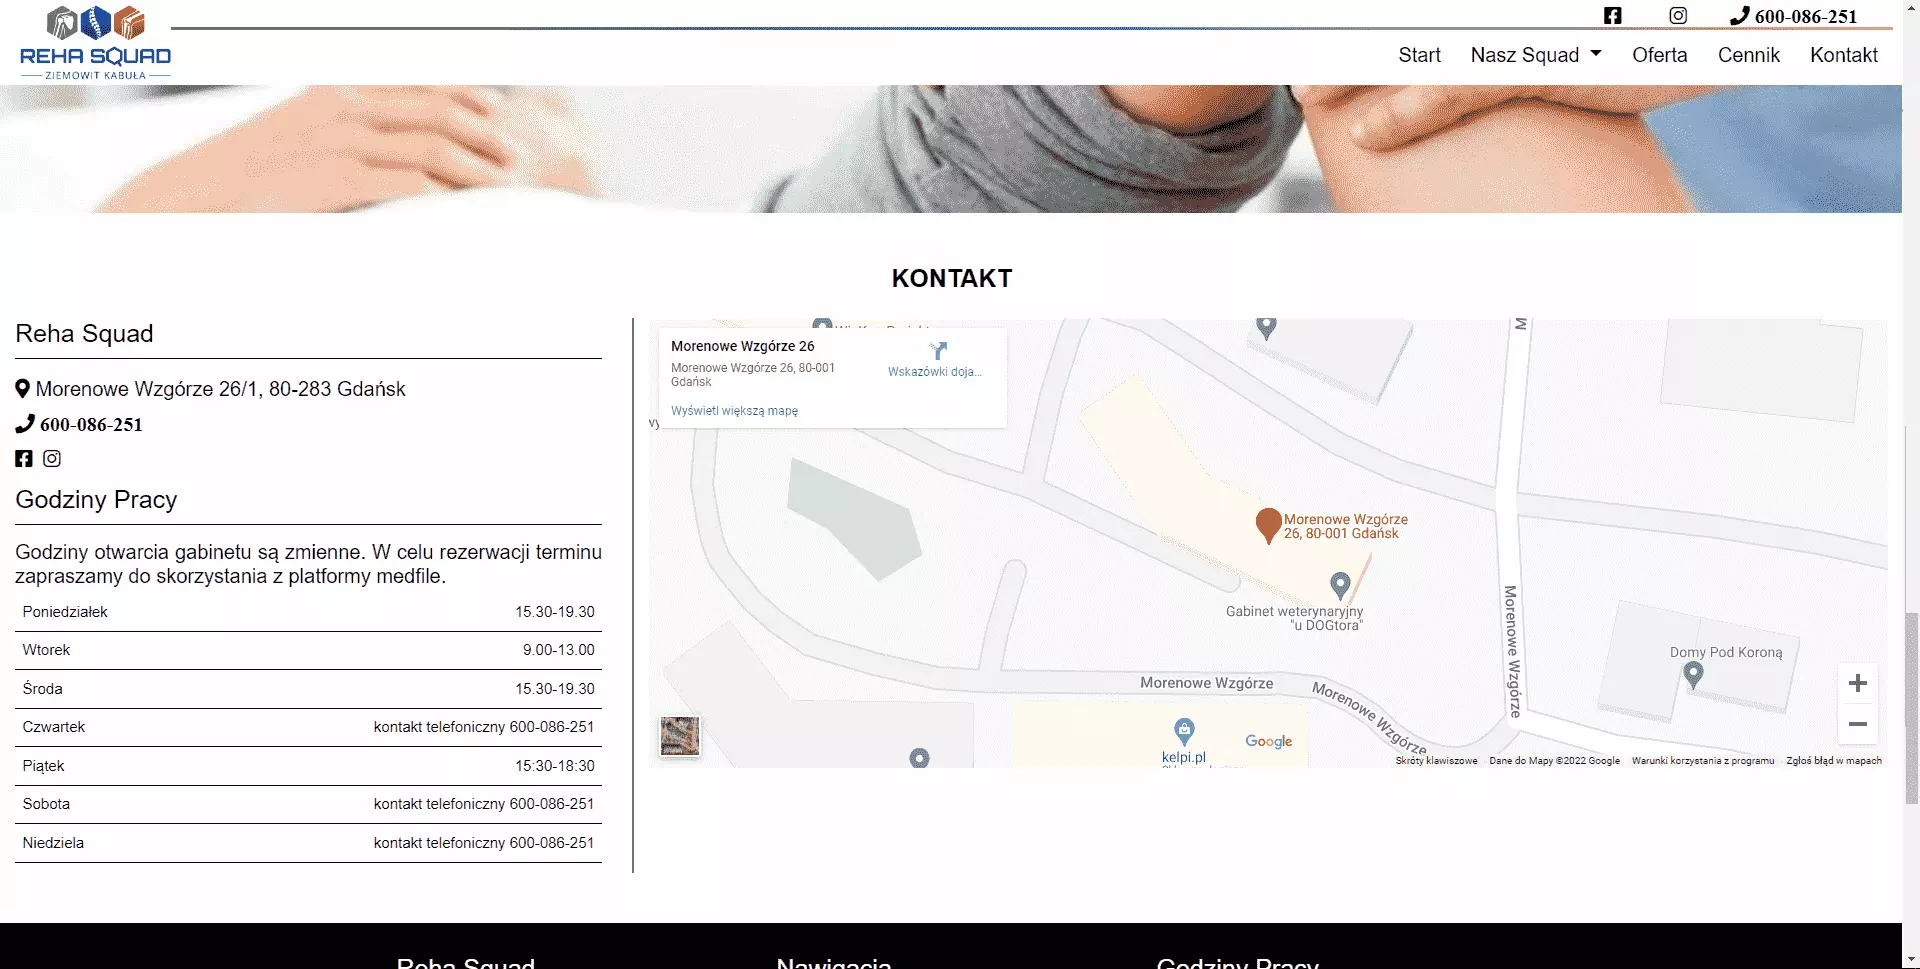 REHA SQUAD
ZIEMOWIT KABUŁA
600-086-251
Start Nasz Squad Oferta Cennik Kontakt
KONTAKT
Reha Squad
Morenowe Wzgórze 26/1, 80-283 Gdańsk
600-086-251
Godziny Pracy
Godziny otwarcia gabinetu są zmienne. W celu rezerwacji terminu
zapraszamy do skorzystania z platformy medfile.
Poniedziałek 15.30-19.30
Wtorek 9.00-13.00
Środa 15.30-19.30
Czwartek kontakt telefoniczny 600-086-251
Piątek 15:30-18:30
Sobota kontakt telefoniczny 600-086-251
Niedziela kontakt telefoniczny 600-086-251
Morenowe Wzgórze 26
Morenowe Wzgórze 26, 80-001
Gdańsk
Wskazówki doja...
Wyświetl większą mapę
Morenowe Wzgórze
26, 80-001 Gdańsk
Gabinet weterynaryjny
"u DOGtora"
Morenowe Wzgórze
Domy Pod Koroną
Morenowe Wzgórze
Morenowe Wzgórze
kelpi.pl
Google
Skróty klawiszowe Dane do Mapy ©2022 Google Warunki korzystania z programu Zgłoś błąd w mapach
Reha Squad Nawigacja Godziny Pracy